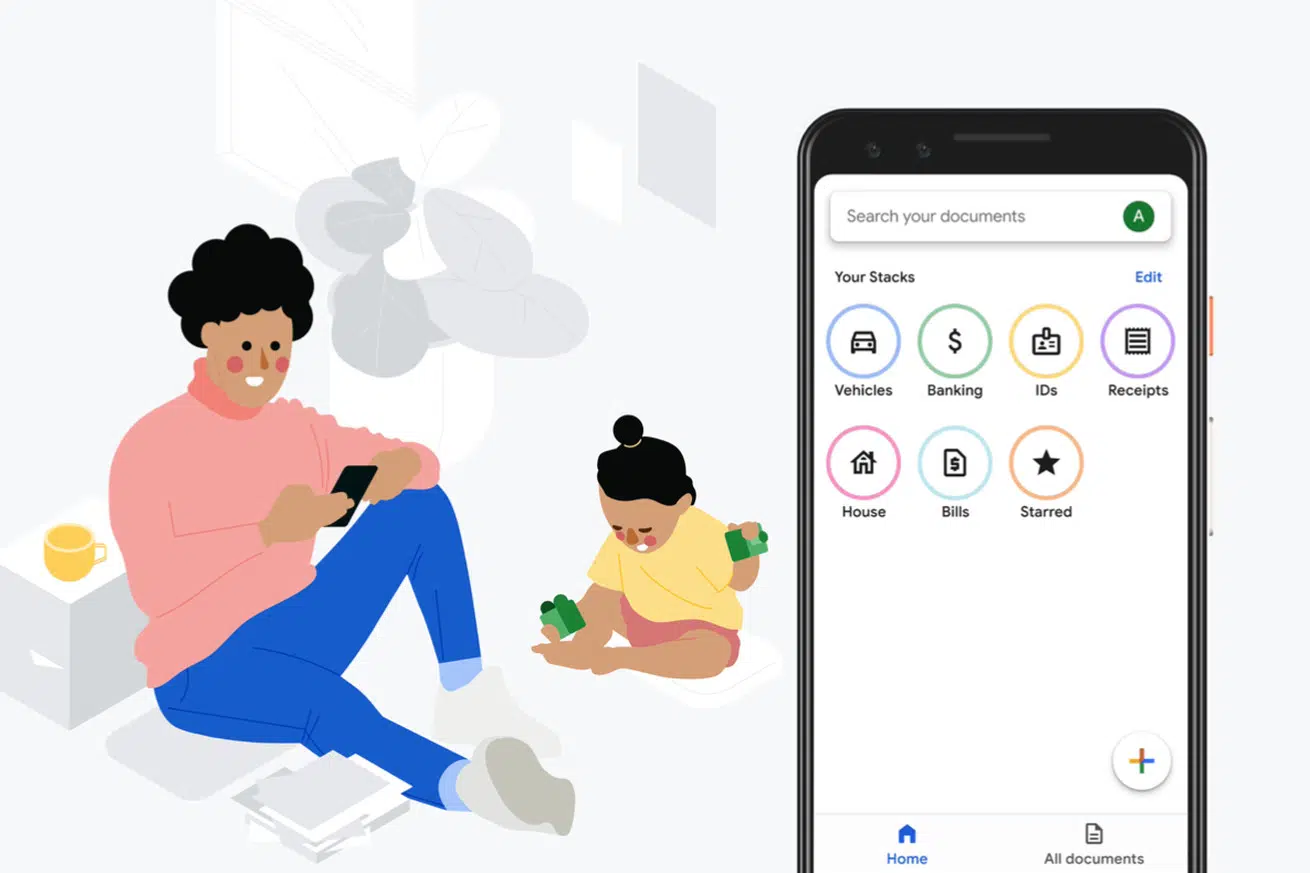 Search your documents
A
Your Stacks
Edit
Vehicles
Banking
IDs
Receipts
House
Bills
Starred
Home
All documents